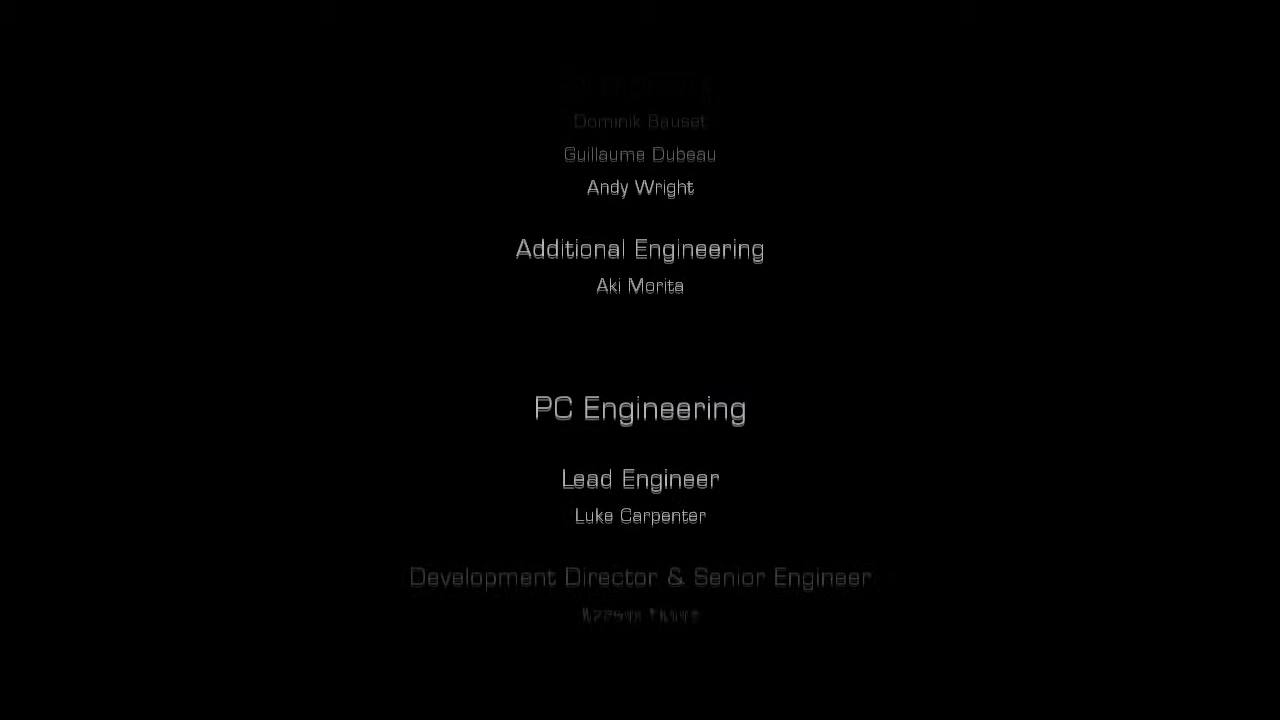 Dominik Bauset
Guillaume Dubeau
Andy Wright
Additional Engineering
Aki Morita
PC Engineering
Lead Engineer
Luke Carpenter
Development Director & Senior Engineer